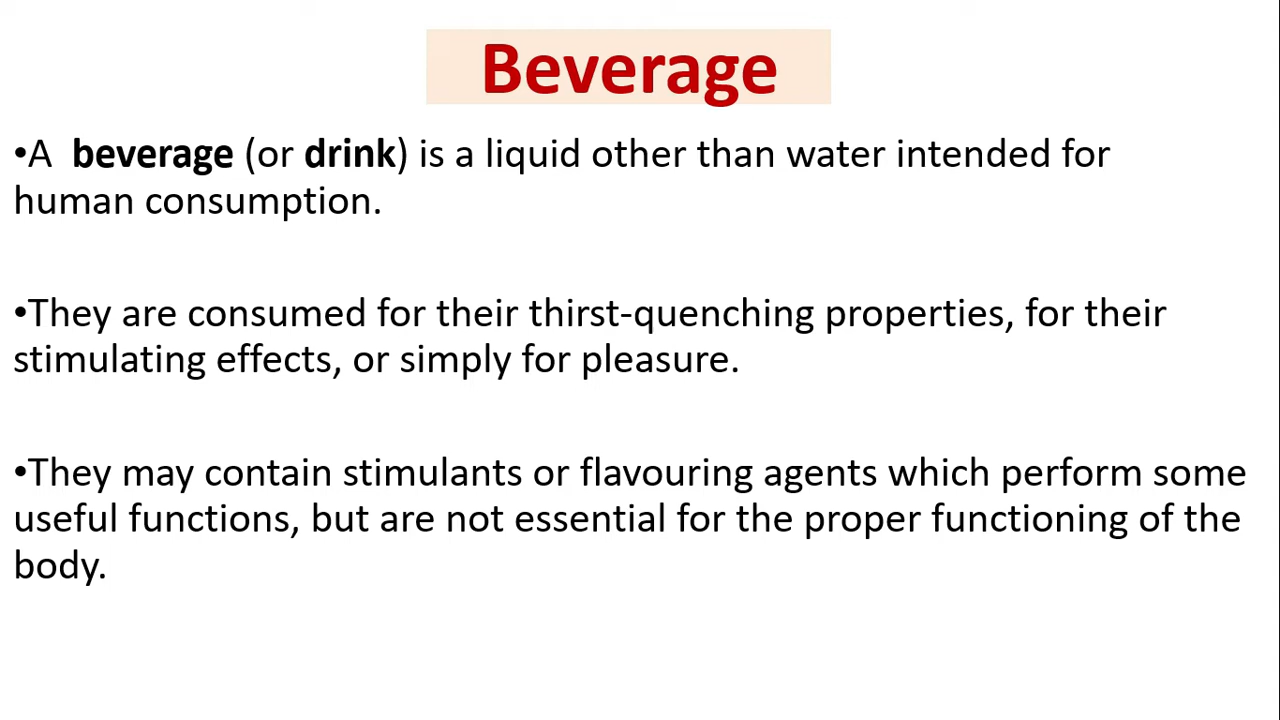 Beverage
•A beverage (or drink) is a liquid other than water intended for
human consumption.
•They are consumed for their thirst-quenching properties, for their
stimulating effects, or simply for pleasure.
•They may contain stimulants or flavouring agents which perform some
useful functions, but are not essential for the proper functioning of the
body.